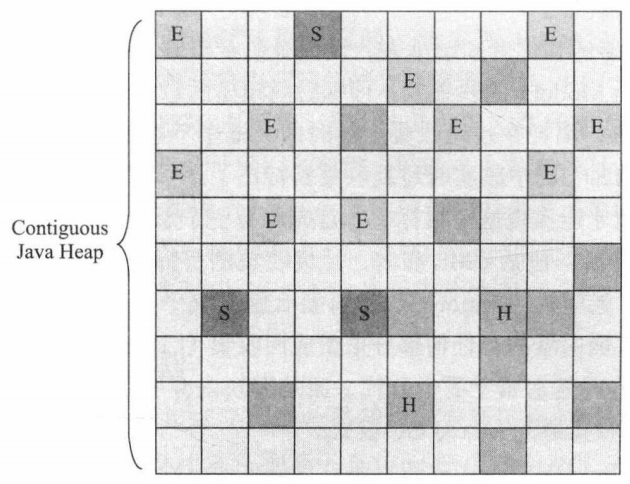 E S E
E
E E E
E E
E E
Contiguous
Java Heap
S S H
H